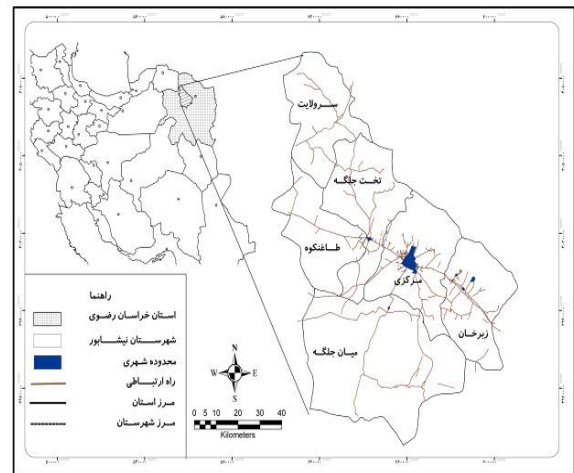 سرولایت
تخت جلگه
طاغنکوه
مرکزی
زبرخان
میان جلگه
راهنما
استان خراسان رضوی
شهرستان نیشابور
محدوده شهری
راه ارتباطی
مرز استان
مرز شهرستان
N
W E
S
0 5 10 20 30 40
Kilometers